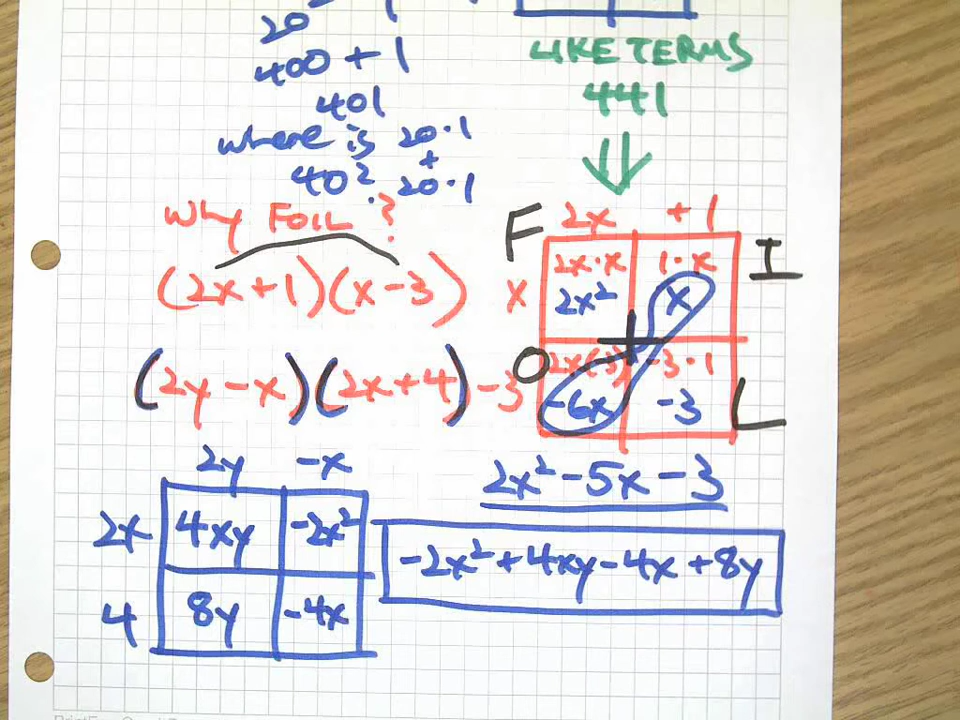 20
400 + 1
401
where is 20·1
+
40? 20·1
LIKE TERMS
441
Why FOIL?
(2x+1)(x-3)
F 2x +1 I
2x·x 1·x
x 2x² x
O 2x(-3) -3·1 L
-3 -6x -3
2x² -5x -3
(2y-x)(2x+4)
2y -x
2x 4xy -2x²
4 8y -4x
-2x²+4xy-4x+8y